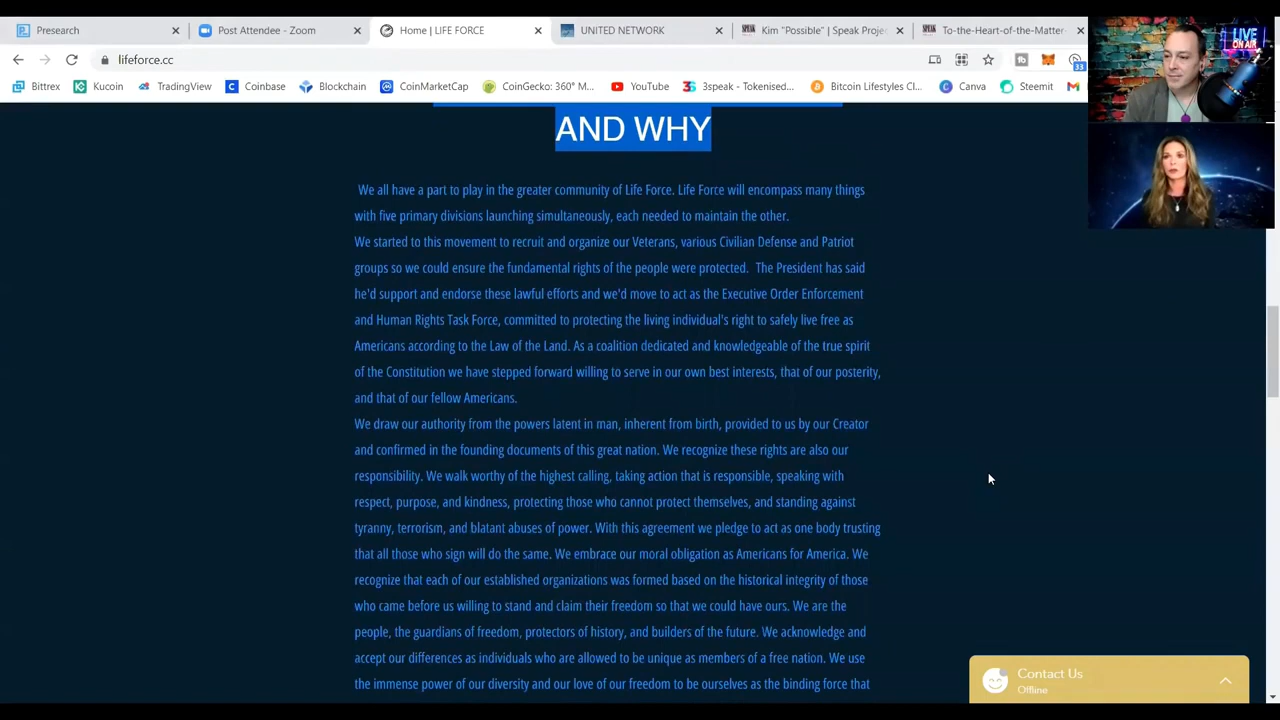 Presearch
Post Attendee - Zoom
Home | LIFE FORCE
UNITED NETWORK
Kim "Possible" | Speak Projec
To-the-Heart-of-the-Matter-
lifeforce.cc
33
Bittrex
Kucoin
TradingView
Coinbase
Blockchain
CoinMarketCap
CoinGecko: 360° M...
YouTube
3speak - Tokenised...
Bitcoin Lifestyles Cl...
Canva
Steemit
LIVE
ON AIR
AND WHY
We all have a part to play in the greater community of Life Force. Life Force will encompass many things
with five primary divisions launching simultaneously, each needed to maintain the other.
We started to this movement to recruit and organize our Veterans, various Civilian Defense and Patriot
groups so we could ensure the fundamental rights of the people were protected. The President has said
he'd support and endorse these lawful efforts and we'd move to act as the Executive Order Enforcement
and Human Rights Task Force, committed to protecting the living individual's right to safely live free as
Americans according to the Law of the Land. As a coalition dedicated and knowledgeable of the true spirit
of the Constitution we have stepped forward willing to serve in our own best interests, that of our posterity,
and that of our fellow Americans.
We draw our authority from the powers latent in man, inherent from birth, provided to us by our Creator
and confirmed in the founding documents of this great nation. We recognize these rights are also our
responsibility. We walk worthy of the highest calling, taking action that is responsible, speaking with
respect, purpose, and kindness, protecting those who cannot protect themselves, and standing against
tyranny, terrorism, and blatant abuses of power. With this agreement we pledge to act as one body trusting
that all those who sign will do the same. We embrace our moral obligation as Americans for America. We
recognize that each of our established organizations was formed based on the historical integrity of those
who came before us willing to stand and claim their freedom so that we could have ours. We are the
people, the guardians of freedom, protectors of history, and builders of the future. We acknowledge and
accept our differences as individuals who are allowed to be unique as members of a free nation. We use
the immense power of our diversity and our love of our freedom to be ourselves as the binding force that
Contact Us
Offline